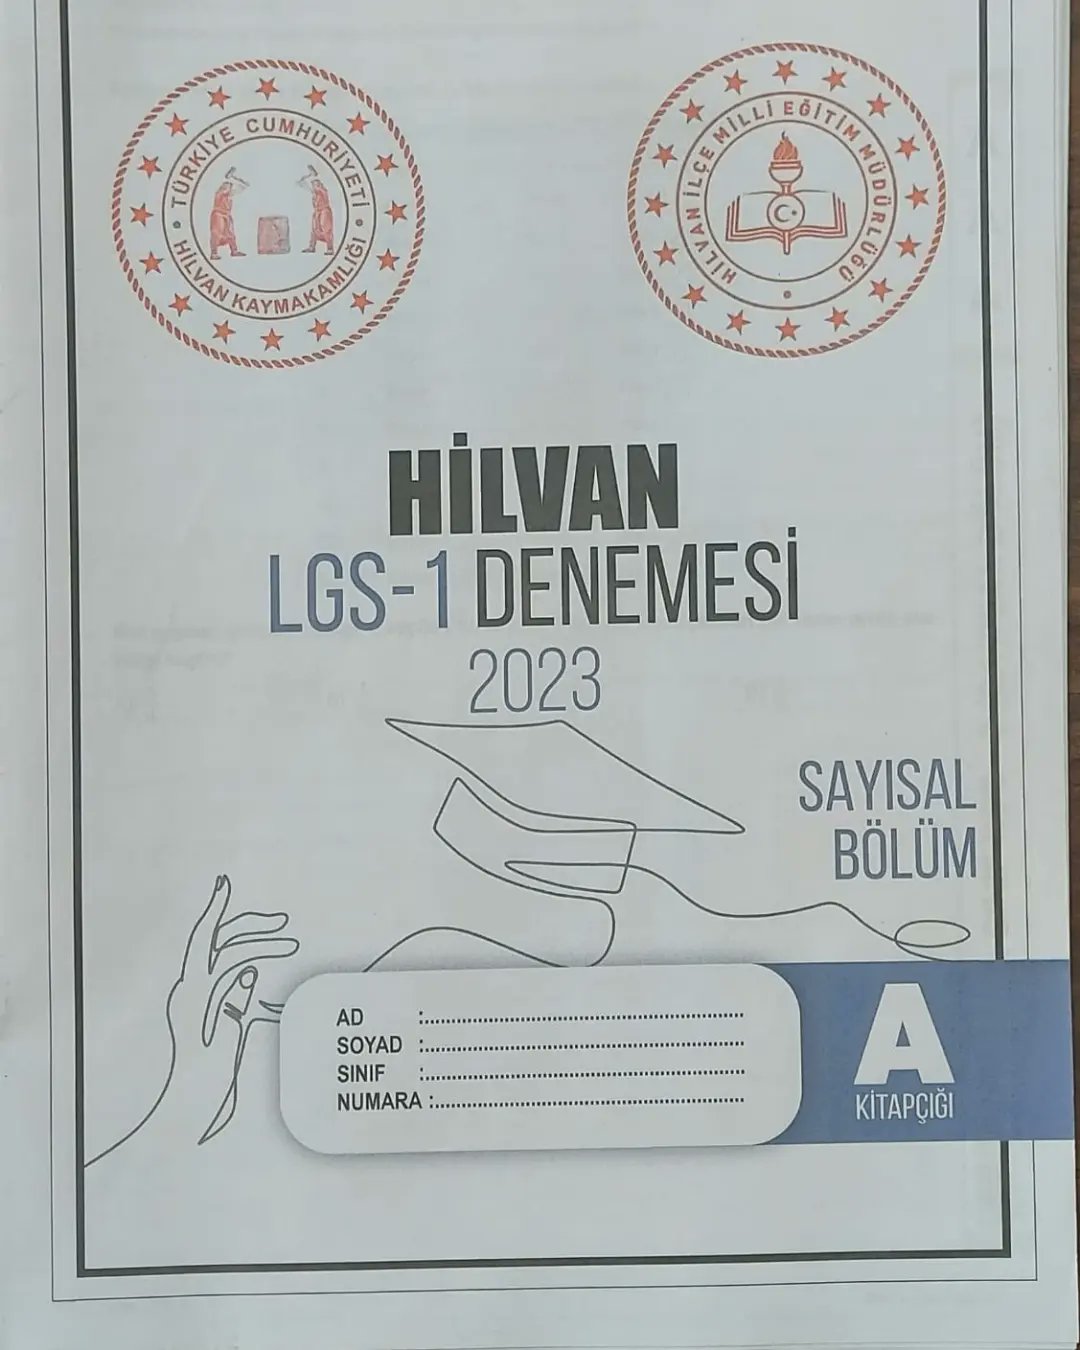 TÜRKİYE CUMHURİYETİ
HİLVAN KAYMAKAMLIĞI
HİLVAN İLÇE MİLLİ EĞİTİM MÜDÜRLÜĞÜ
HİLVAN
LGS-1 DENEMESİ
2023
SAYISAL
BÖLÜM
AD :
SOYAD :
SINIF :
NUMARA :
A
KİTAPÇIĞI